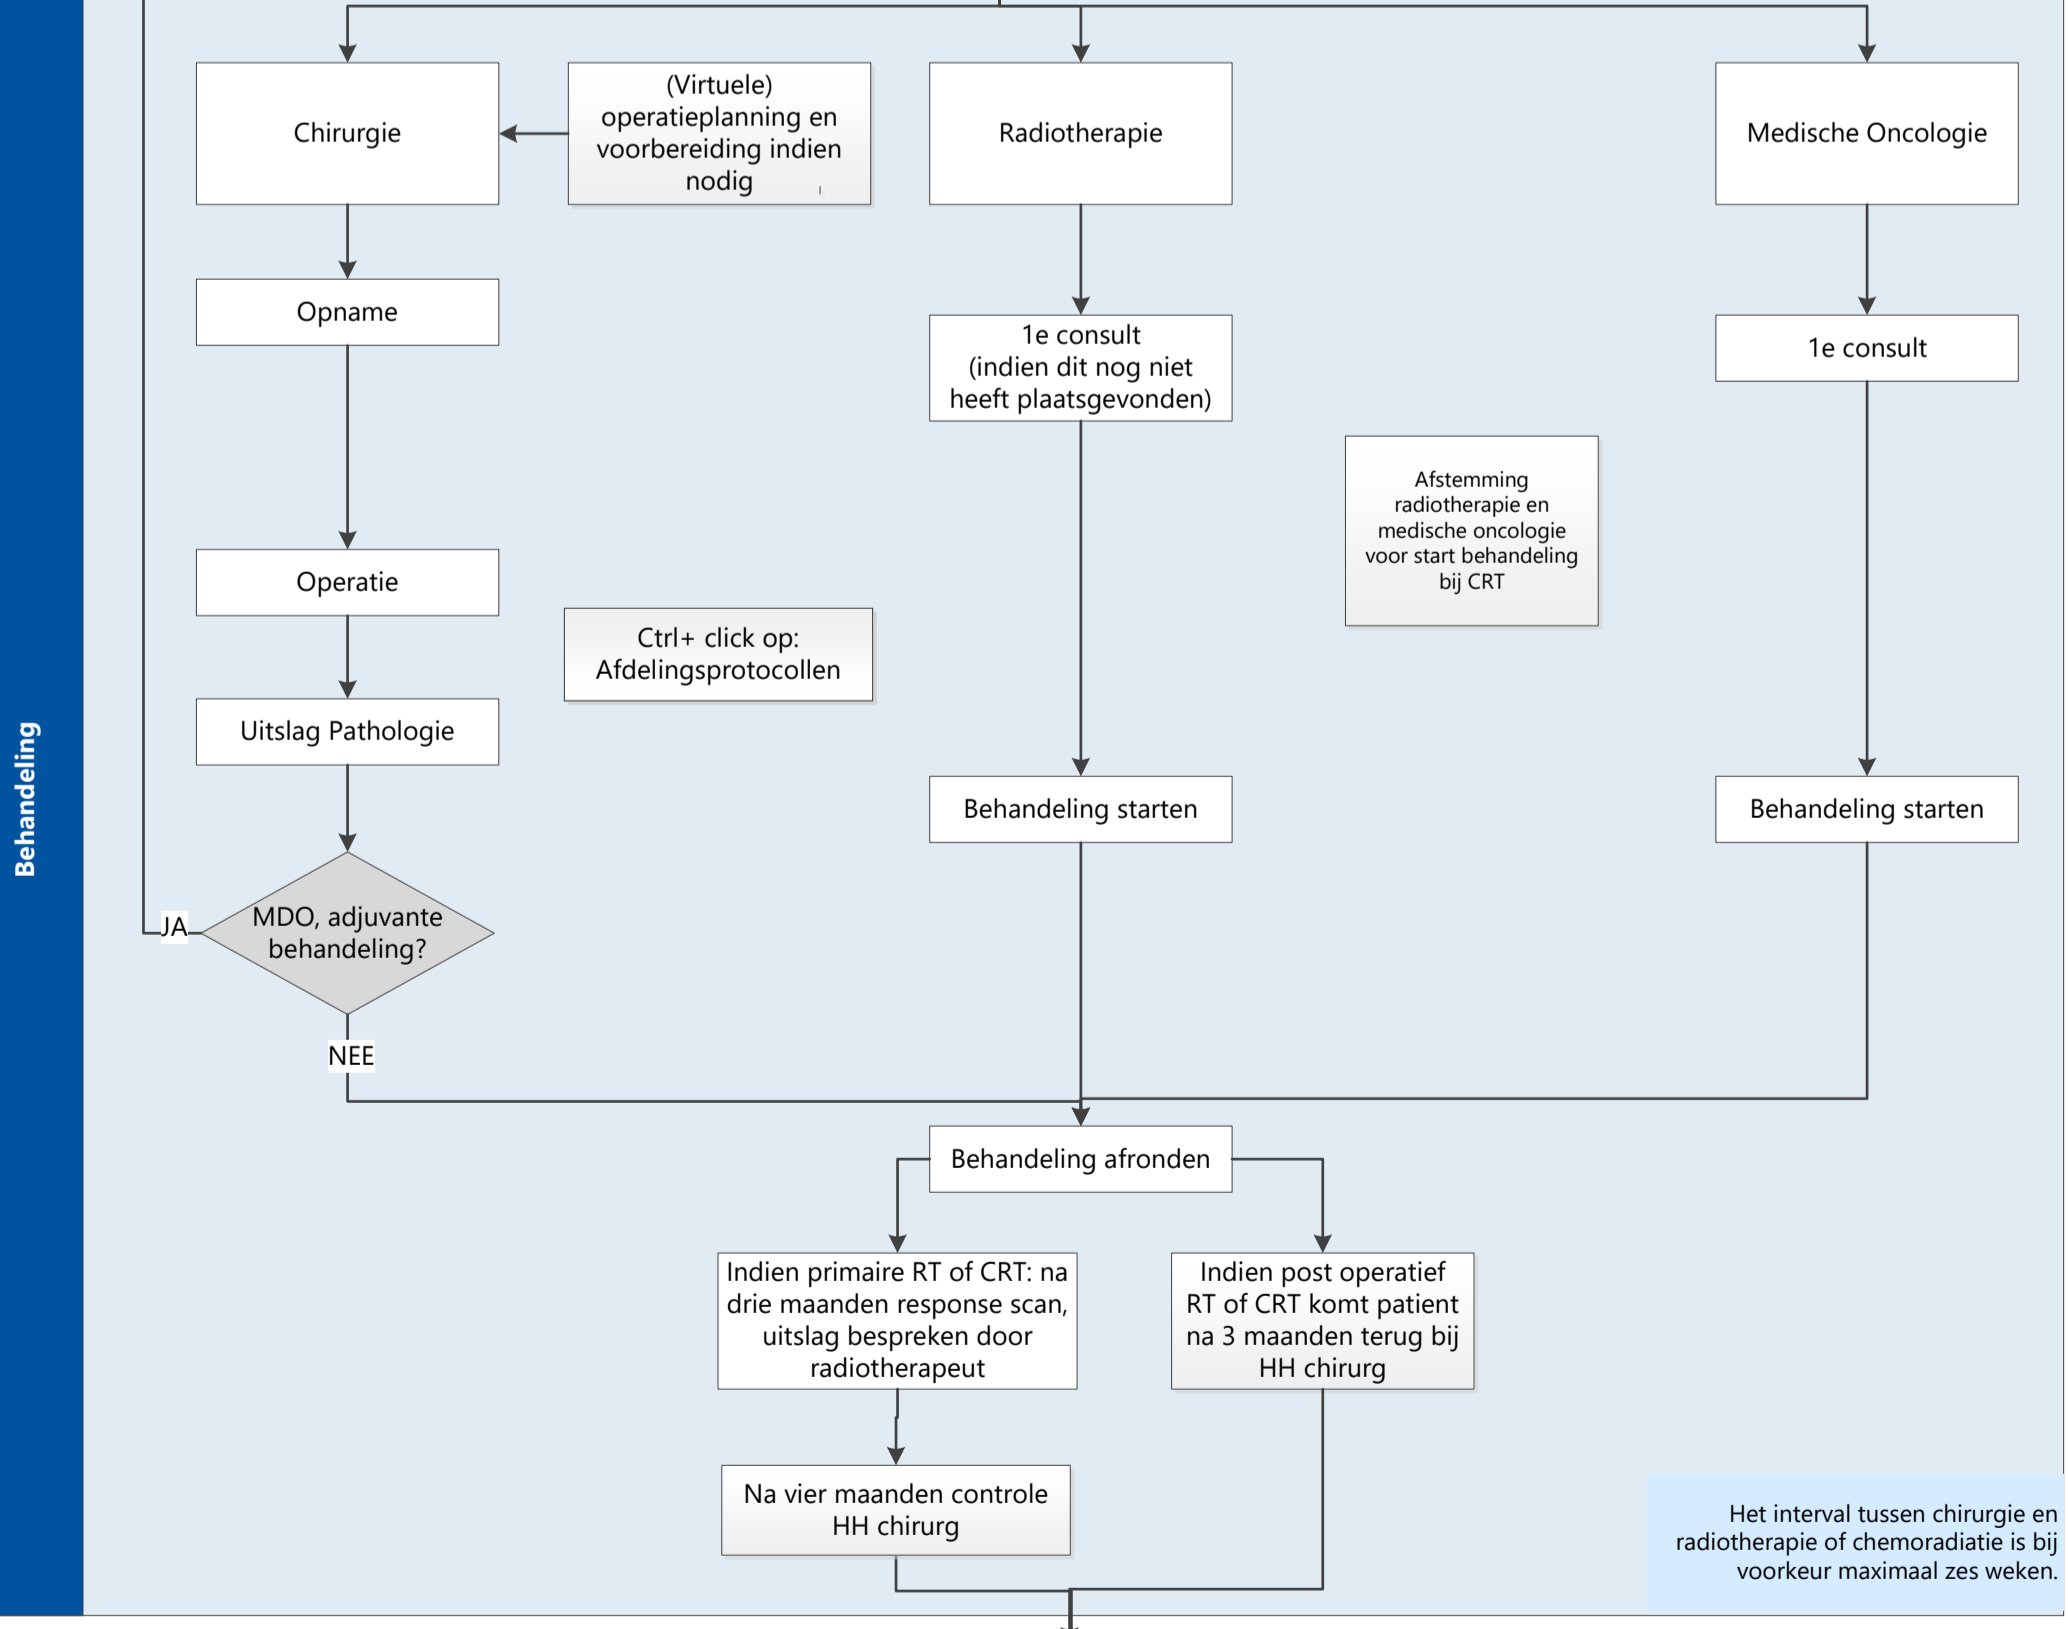 Behandeling
Chirurgie
(Virtuele)
operatieplanning en
voorbereiding indien
nodig
Radiotherapie
Medische Oncologie
Opname
1e consult
(indien dit nog niet
heeft plaatsgevonden)
1e consult
Afstemming
radiotherapie en
medische oncologie
voor start behandeling
bij CRT
Operatie
Ctrl+ click op:
Afdelingsprotocollen
Uitslag Pathologie
Behandeling starten
Behandeling starten
MDO, adjuvante
behandeling?
JA
NEE
Behandeling afronden
Indien primaire RT of CRT: na
drie maanden response scan,
uitslag bespreken door
radiotherapeut
Indien post operatief
RT of CRT komt patient
na 3 maanden terug bij
HH chirurg
Na vier maanden controle
HH chirurg
Het interval tussen chirurgie en
radiotherapie of chemoradiatie is bij
voorkeur maximaal zes weken.